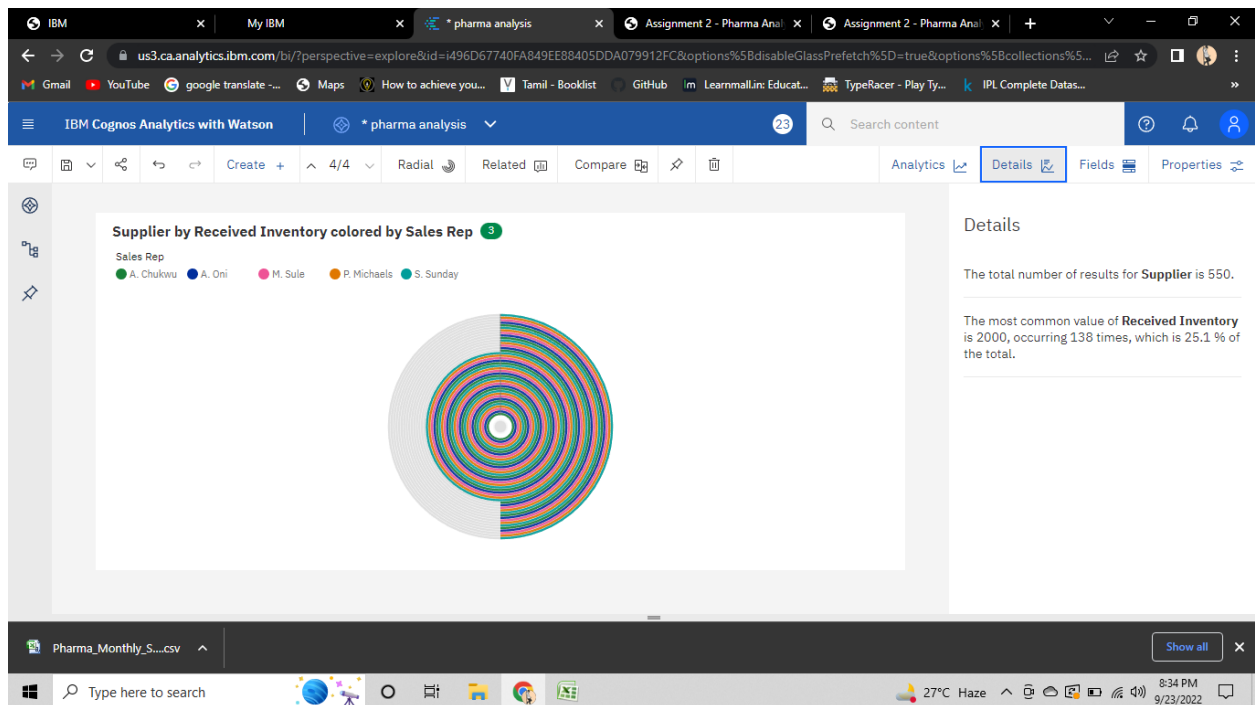 IBM
My IBM
* pharma analysis
Assignment 2 - Pharma Anal
Assignment 2 - Pharma Anal
us3.ca.analytics.ibm.com/bi/?perspective=explore&id=i496D67740FA849EE88405DDA079912FC&options%5BdisableGlassPrefetch%5D=true&options%5Bcollections%5...
Gmail YouTube google translate -... Maps How to achieve you... Tamil - Booklist GitHub Learnmall.in: Educat... TypeRacer - Play Ty... IPL Complete Datas... »
IBM Cognos Analytics with Watson * pharma analysis 23 Search content
Create + 4/4 Radial Related Compare Analytics Details Fields Properties
Supplier by Received Inventory colored by Sales Rep 3
Sales Rep
A. Chukwu A. Oni M. Sule P. Michaels S. Sunday
Details
The total number of results for Supplier is 550.
The most common value of Received Inventory
is 2000, occurring 138 times, which is 25.1 % of
the total.
Pharma_Monthly_S....csv Show all
Type here to search 27°C Haze 8:34 PM
9/23/2022